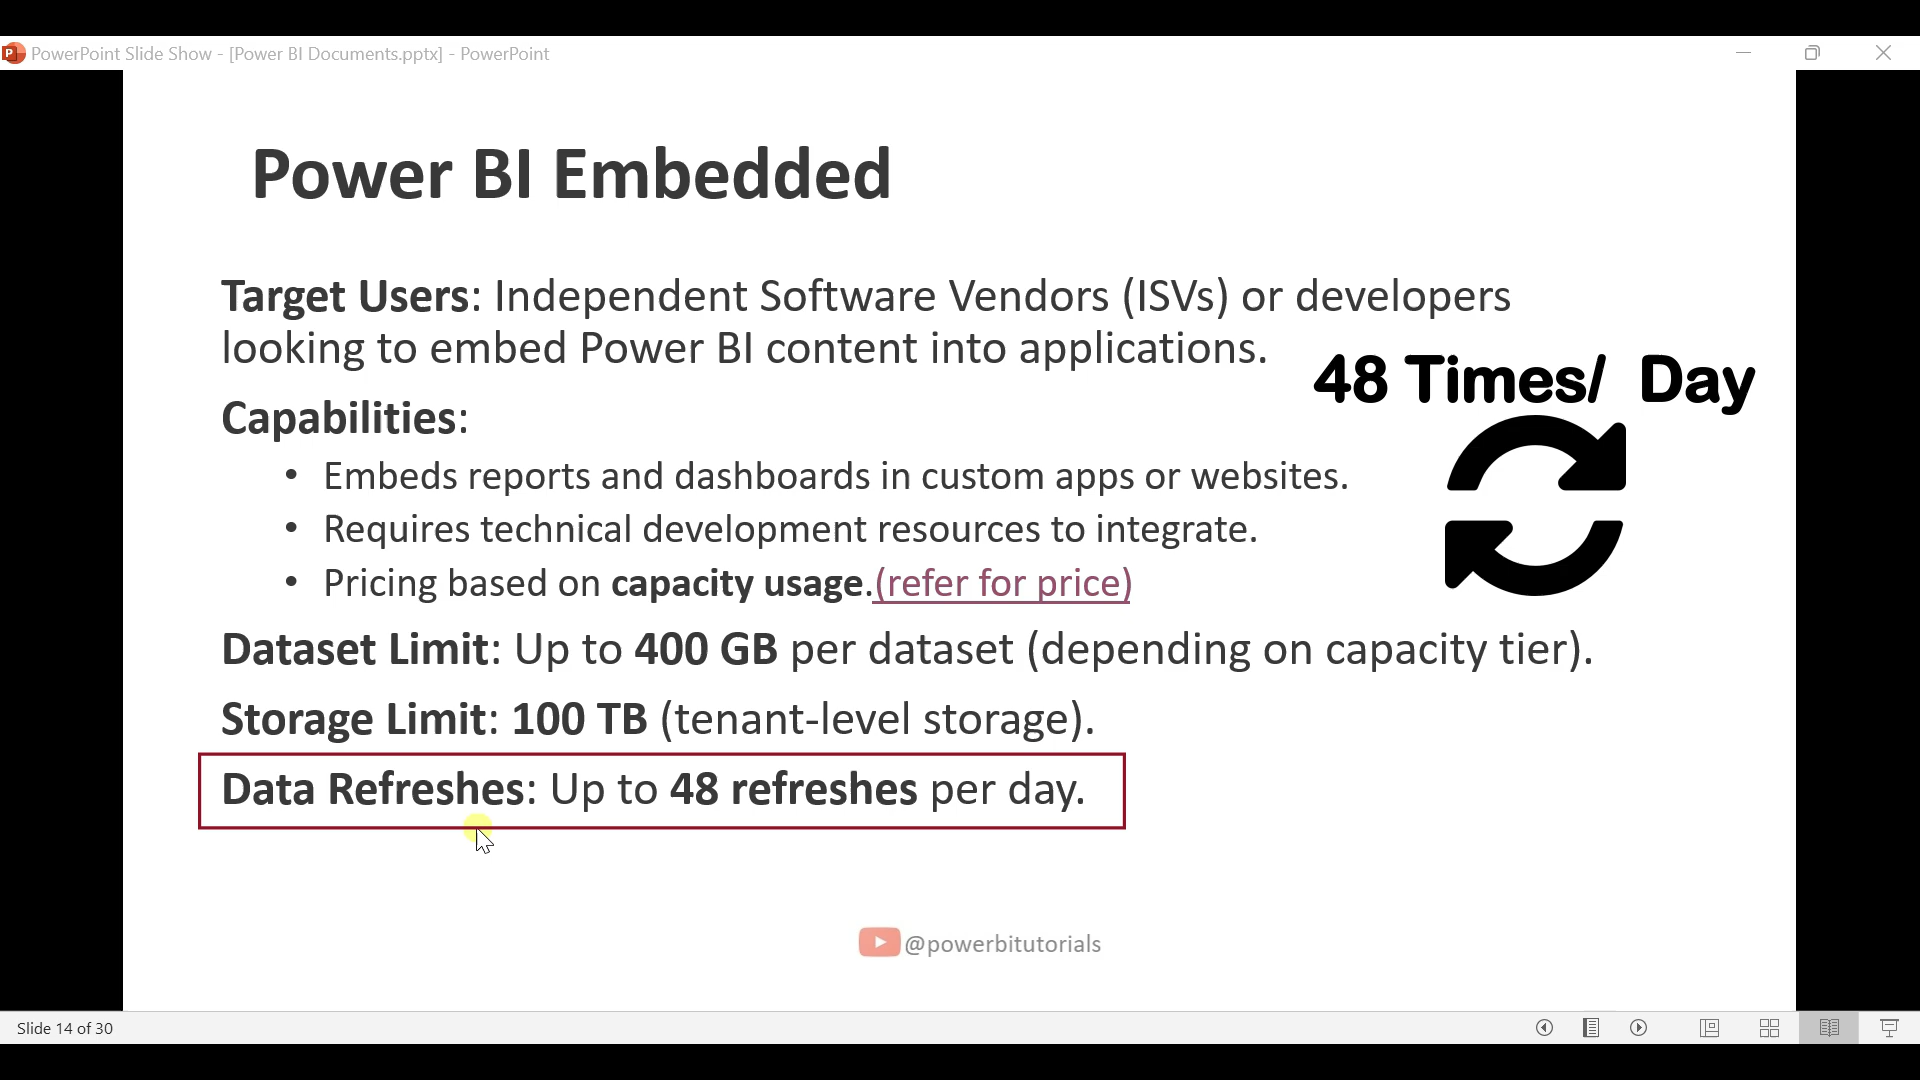 PowerPoint Slide Show - [Power BI Documents.pptx] - PowerPoint
Power BI Embedded
Target Users: Independent Software Vendors (ISVs) or developers
looking to embed Power BI content into applications.
48 Times/ Day
Capabilities:
• Embeds reports and dashboards in custom apps or websites.
• Requires technical development resources to integrate.
• Pricing based on capacity usage.(refer for price)
Dataset Limit: Up to 400 GB per dataset (depending on capacity tier).
Storage Limit: 100 TB (tenant-level storage).
Data Refreshes: Up to 48 refreshes per day.
@powerbitutorials
Slide 14 of 30